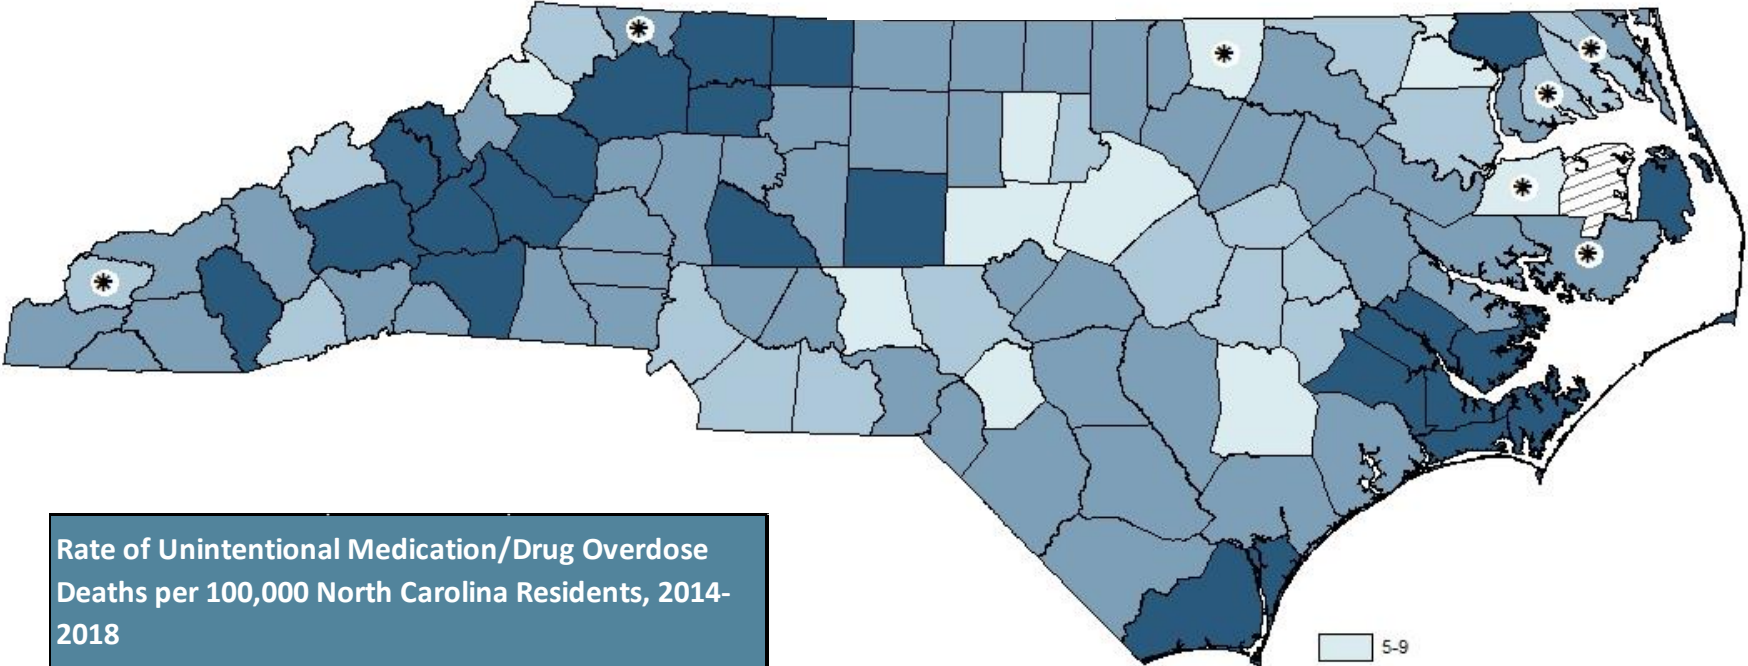 Rate of Unintentional Medication/Drug Overdose
Deaths per 100,000 North Carolina Residents, 2014-
2018
5-9